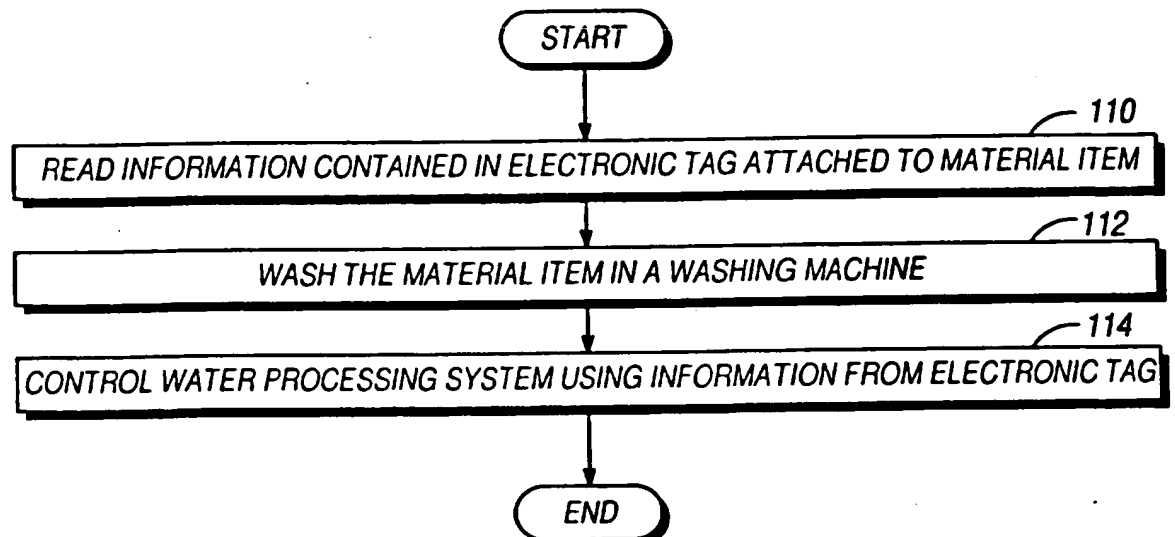 START
110
READ INFORMATION CONTAINED IN ELECTRONIC TAG ATTACHED TO MATERIAL ITEM
112
WASH THE MATERIAL ITEM IN A WASHING MACHINE
114
CONTROL WATER PROCESSING SYSTEM USING INFORMATION FROM ELECTRONIC TAG
END